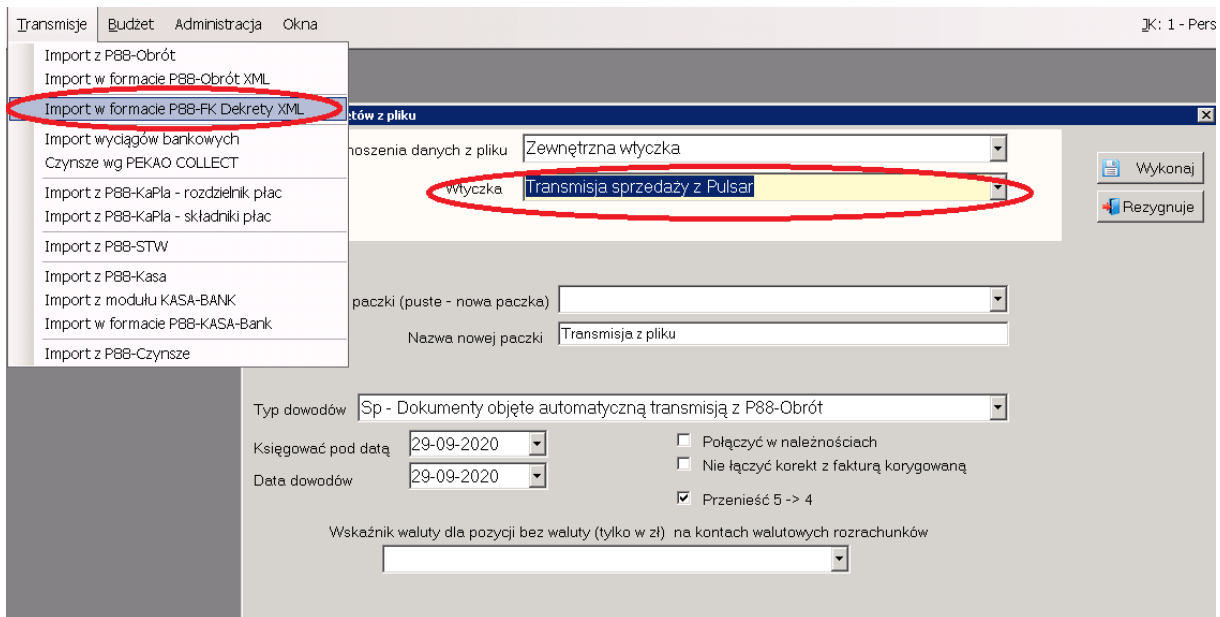 Transmisje Budżet Administracja Okna JK: 1 - Pers
Import z P88-Obrót
Import w formacie P88-Obrót XML
Import w formacie P88-FK Dekrety XML
Import wyciągów bankowych
Czynsze wg PEKAO COLLECT
Import z P88-KaPla - rozdzielnik płac
Import z P88-KaPla - składniki płac
Import z P88-STW
Import z P88-Kasa
Import z modułu KASA-BANK
Import w formacie P88-KASA-Bank
Import z P88-Czynsze
etów z pliku
noszenia danych z pliku Zewnętrzna wtyczka
Wtyczka Transmisja sprzedaży z Pulsar
Wykonaj
Rezygnuje
paczki (puste - nowa paczka)
Nazwa nowej paczki Transmisja z pliku
Typ dowodów Sp - Dokumenty objęte automatyczną transmisją z P88-Obrót
Księgować pod datą 29-09-2020 Połączyć w należnościach
Nie łączyć korekt z fakturą korygowaną
Data dowodów 29-09-2020
Przenieść 5 -> 4
Wskaźnik waluty dla pozycji bez waluty (tylko w zł) na kontach walutowych rozrachunków